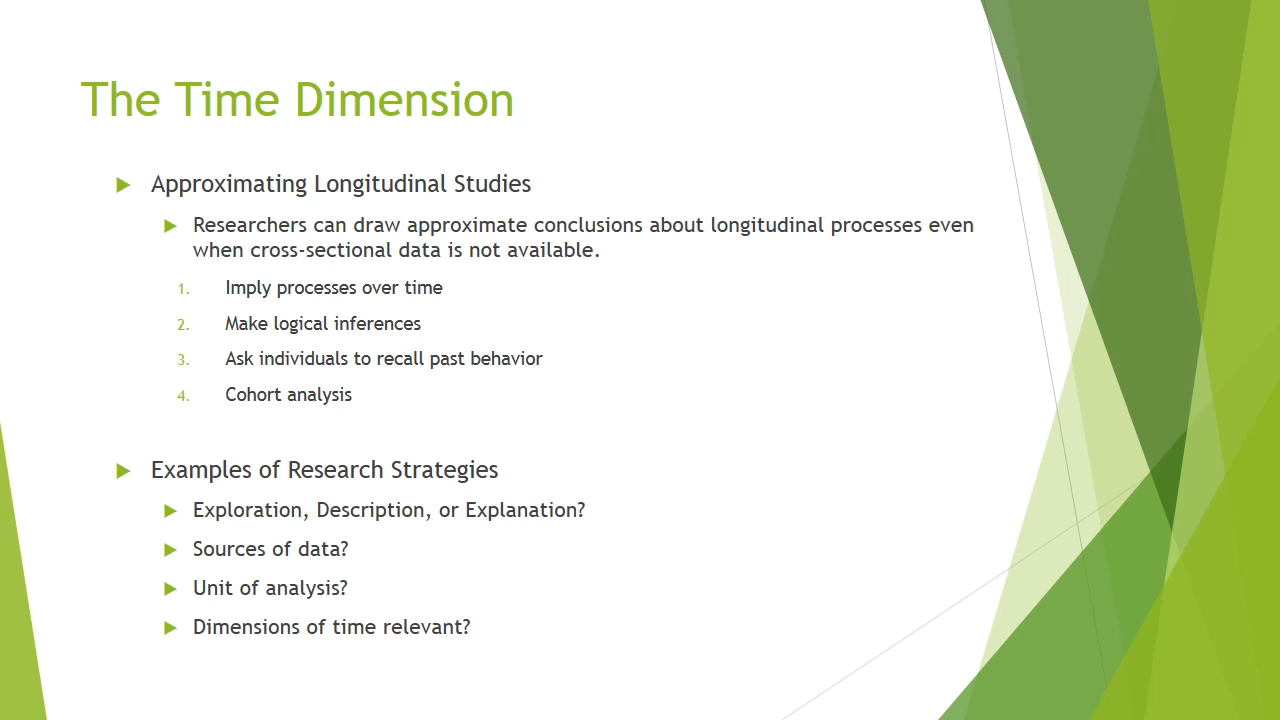 The Time Dimension
Approximating Longitudinal Studies
Researchers can draw approximate conclusions about longitudinal processes even
when cross-sectional data is not available.
1. Imply processes over time
2. Make logical inferences
3. Ask individuals to recall past behavior
4. Cohort analysis
Examples of Research Strategies
Exploration, Description, or Explanation?
Sources of data?
Unit of analysis?
Dimensions of time relevant?